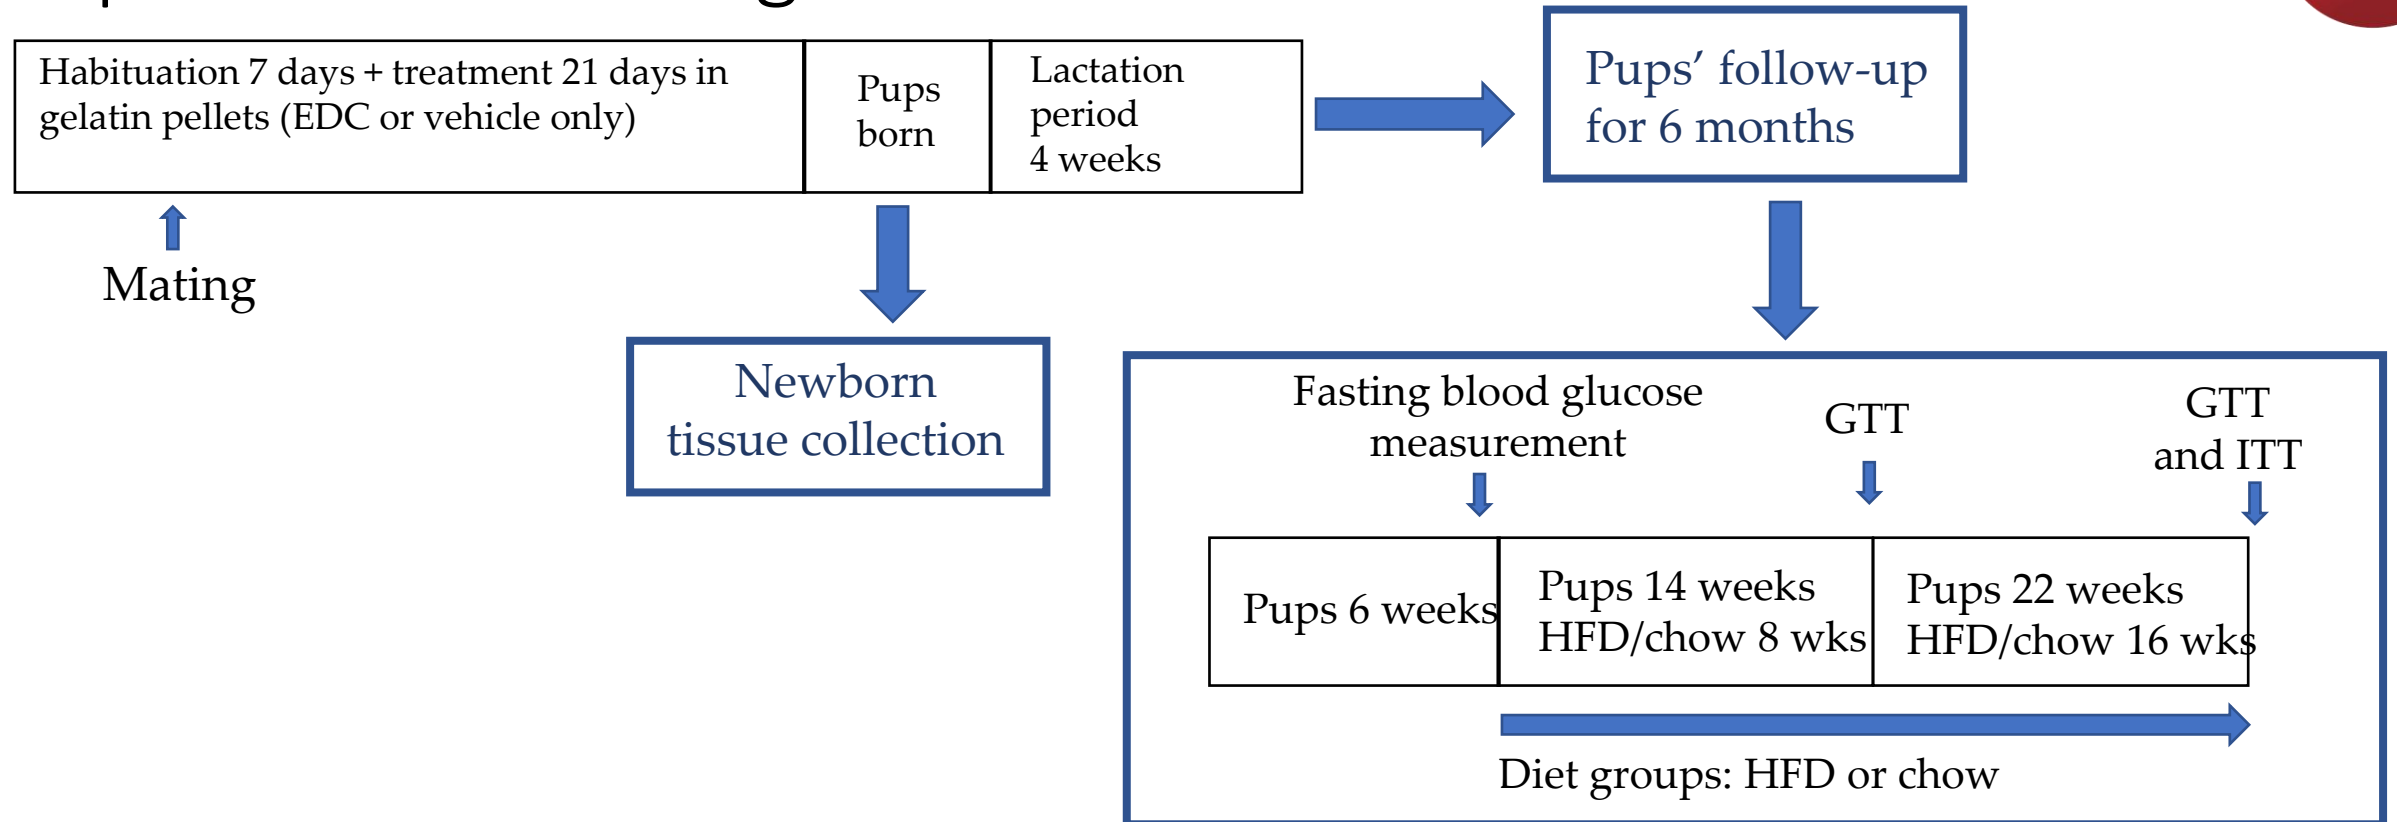 Habituation 7 days + treatment 21 days in
gelatin pellets (EDC or vehicle only)
Pups
born
Lactation
period
4 weeks
Pups’ follow-up
for 6 months
Mating
Newborn
tissue collection
Fasting blood glucose
measurement
GTT
GTT
and ITT
Pups 6 weeks
Pups 14 weeks
HFD/chow 8 wks
Pups 22 weeks
HFD/chow 16 wks
Diet groups: HFD or chow